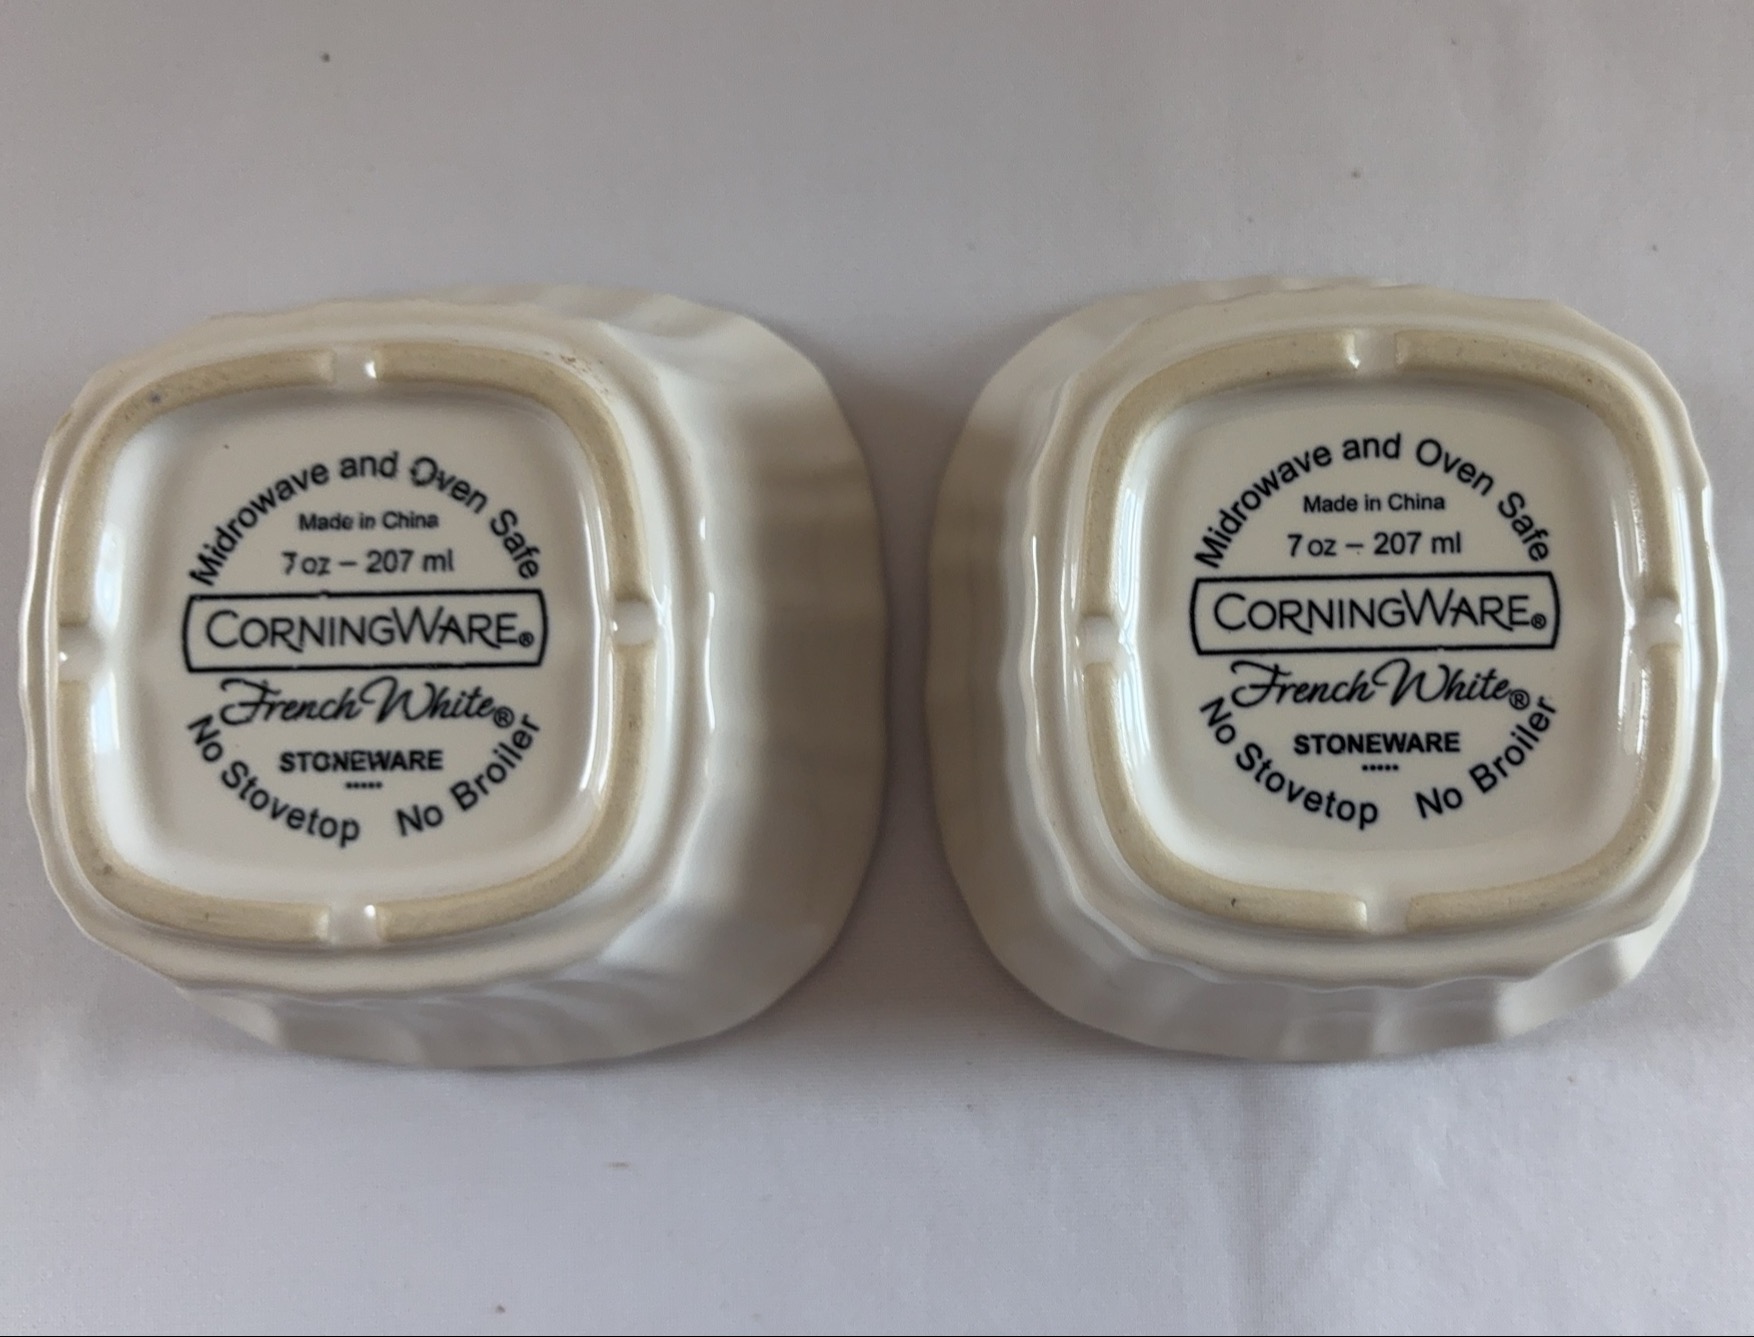 Midrowave and Oven Safe
Made in China
7 oz – 207 ml
CORNINGWARE®
French White®
STONEWARE
No Stovetop No Broiler
Midrowave and Oven Safe
Made in China
7 oz – 207 ml
CORNINGWARE®
French White®
STONEWARE
No Stovetop No Broiler